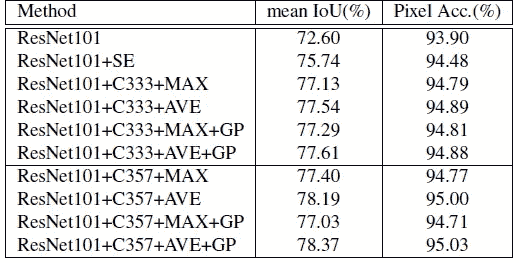 Method mean IoU(%) Pixel Acc.(%)
ResNet101 72.60 93.90
ResNet101+SE 75.74 94.48
ResNet101+C333+MAX 77.13 94.79
ResNet101+C333+AVE 77.54 94.89
ResNet101+C333+MAX+GP 77.29 94.81
ResNet101+C333+AVE+GP 77.61 94.88
ResNet101+C357+MAX 77.40 94.77
ResNet101+C357+AVE 78.19 95.00
ResNet101+C357+MAX+GP 77.03 94.71
ResNet101+C357+AVE+GP 78.37 95.03